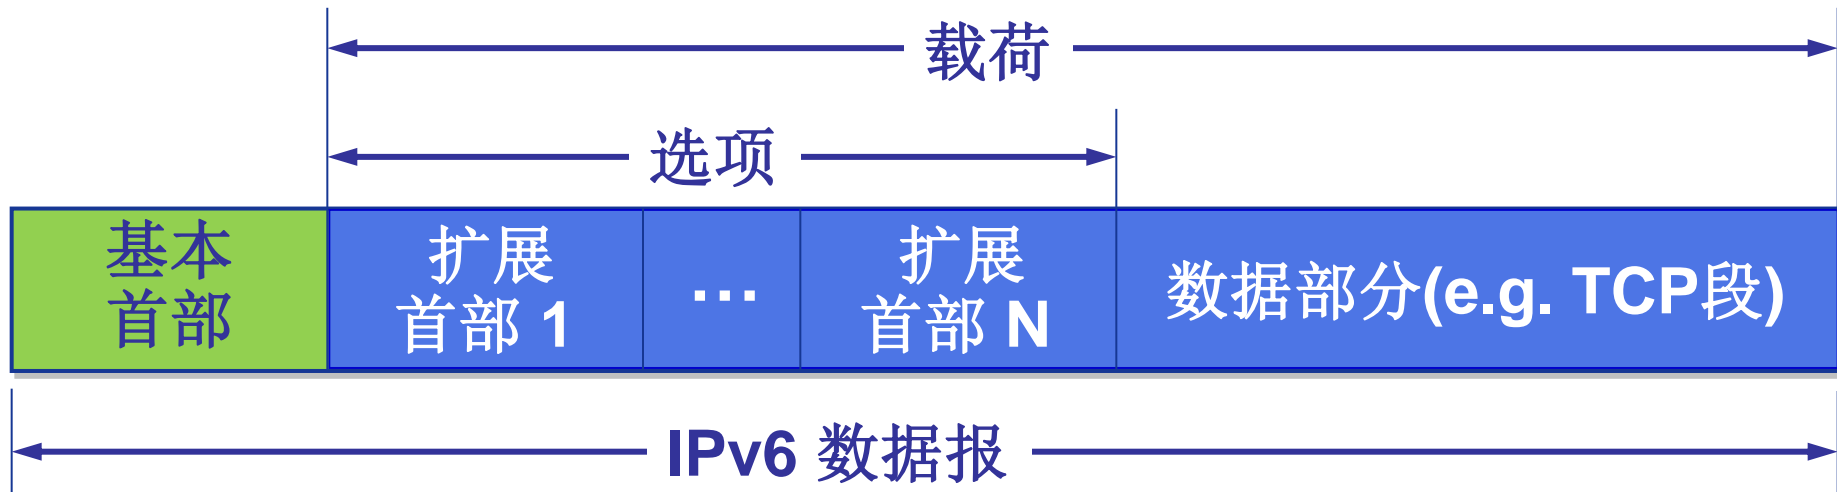 载荷
选项
基本
首部
扩展
首部 1
...
扩展
首部 N
数据部分(e.g. TCP段)
IPv6 数据报